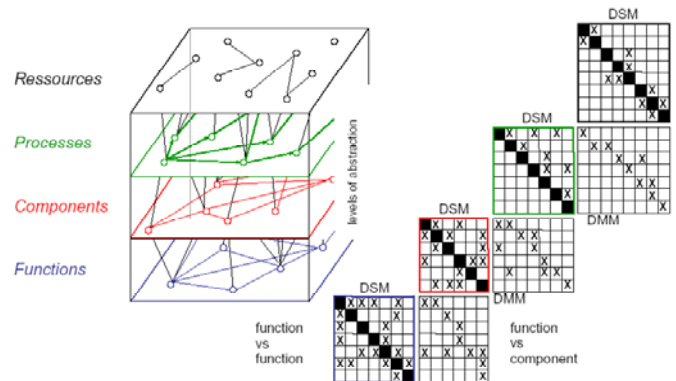 DSM
Ressources
Processes
DSM
levels of abstraction
Components
DSM
DMM
Functions
DSM
DMM
function
vs
function
function
vs
component